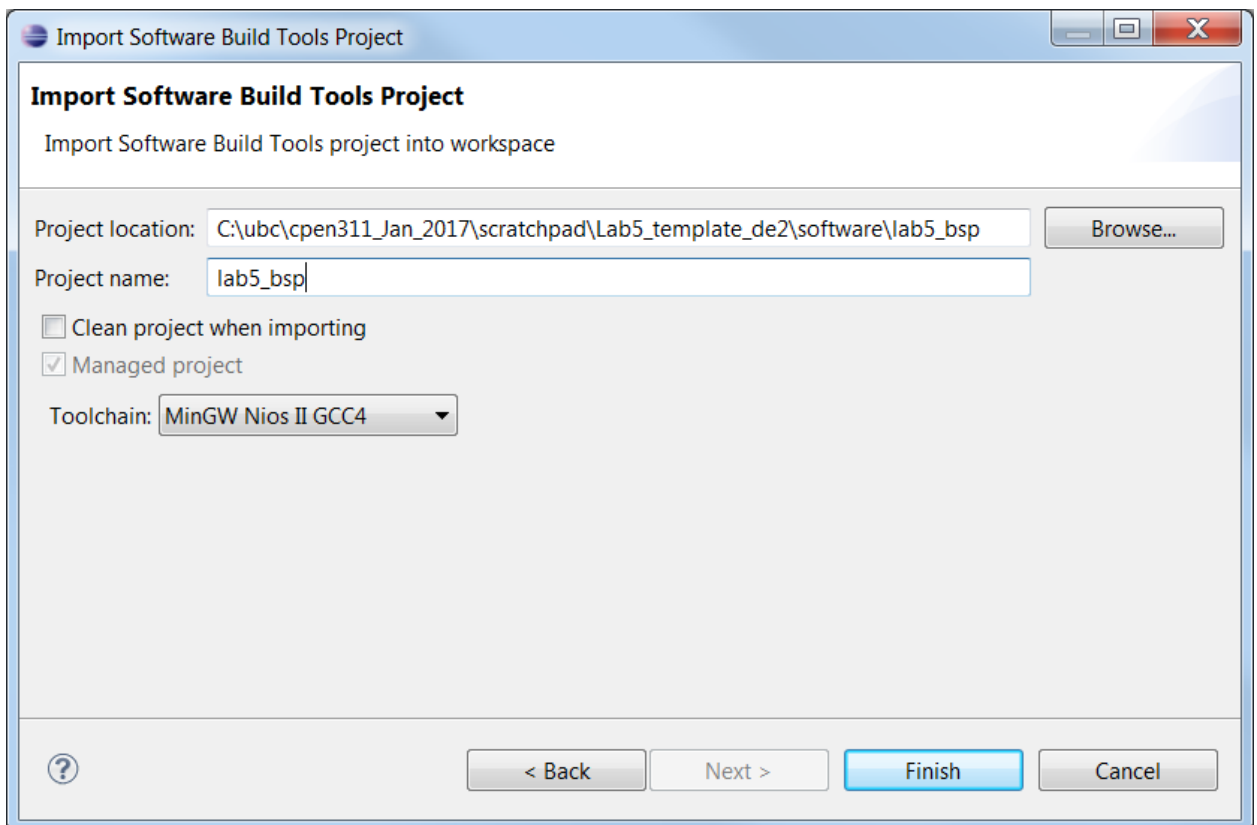 Import Software Build Tools Project
Import Software Build Tools Project
Import Software Build Tools project into workspace
Project location: C:\ubc\cpen311_Jan_2017\scratchpad\Lab5_template_de2\software\lab5_bsp Browse...
Project name: lab5_bsp
Clean project when importing
Managed project
Toolchain: MinGW Nios II GCC4
? < Back Next > Finish Cancel